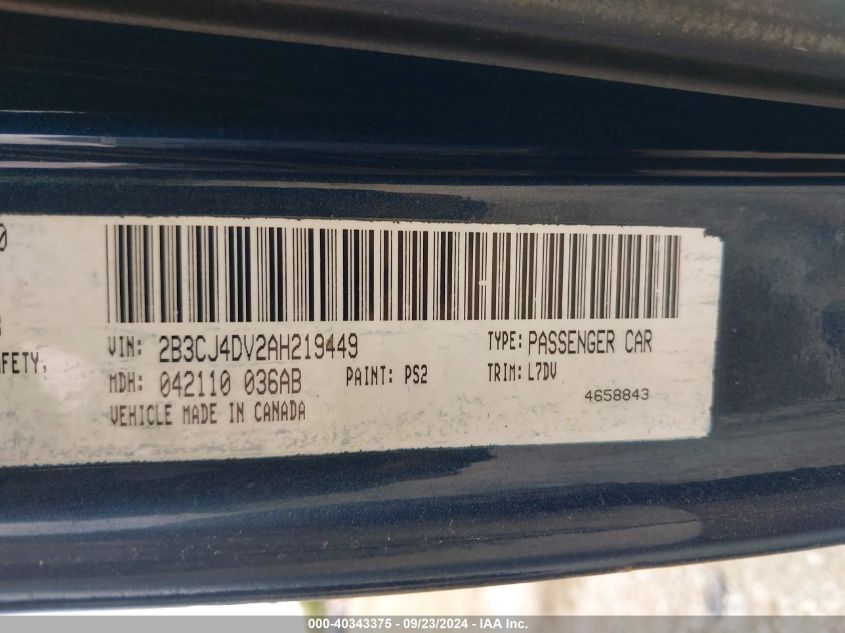 VIN: 2B3CJ4DV2AH219449
TYPE: PASSENGER CAR
AFETY,
MDH: 042110 036AB
PAINT: PS2
TRIM: L7DV
4658843
VEHICLE MADE IN CANADA
000-40343375 - 09/23/2024 - IAA Inc.